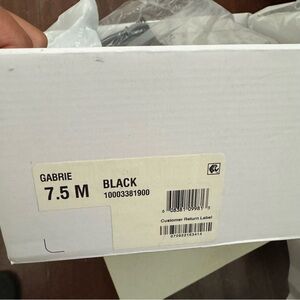 GABRIE
7.5 M
BLACK
10003381900
Customer Return Label